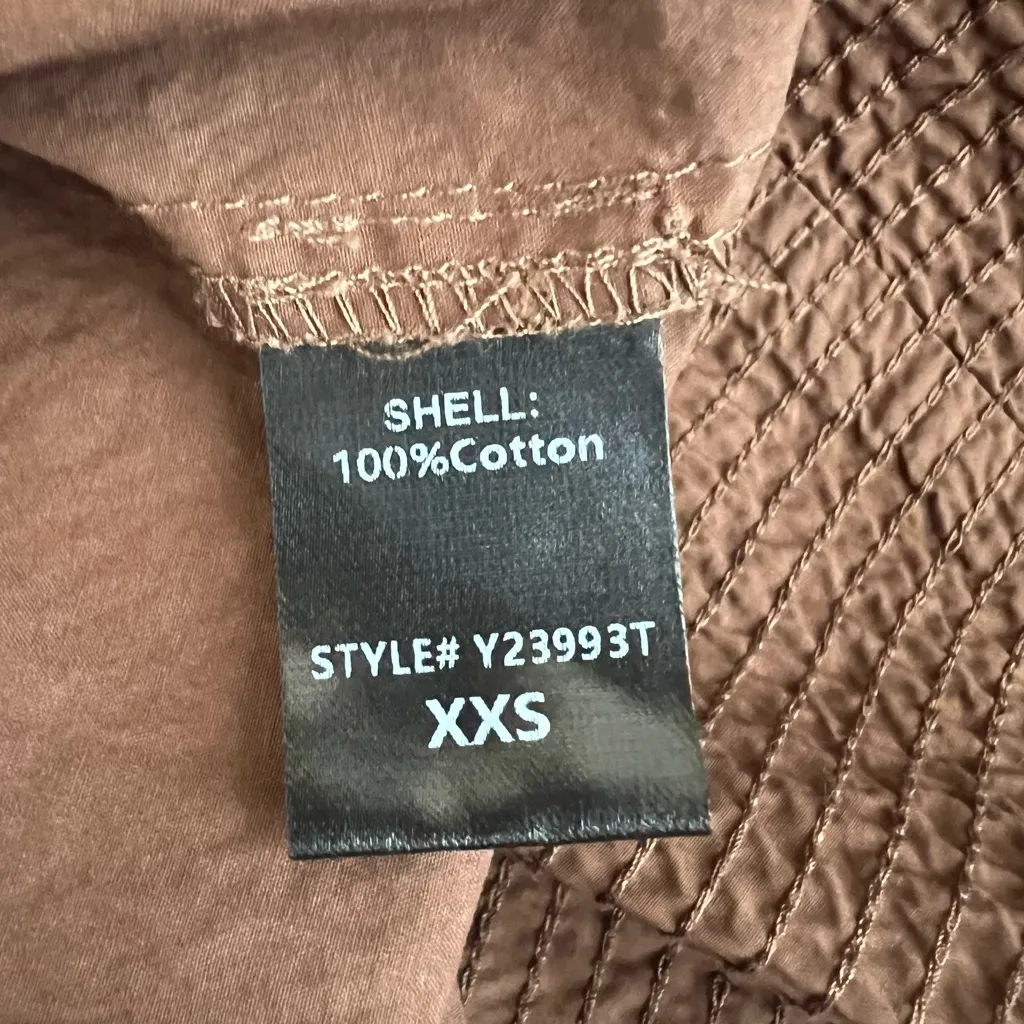 SHELL:
100%Cotton
STYLE# Y23993T
XXS